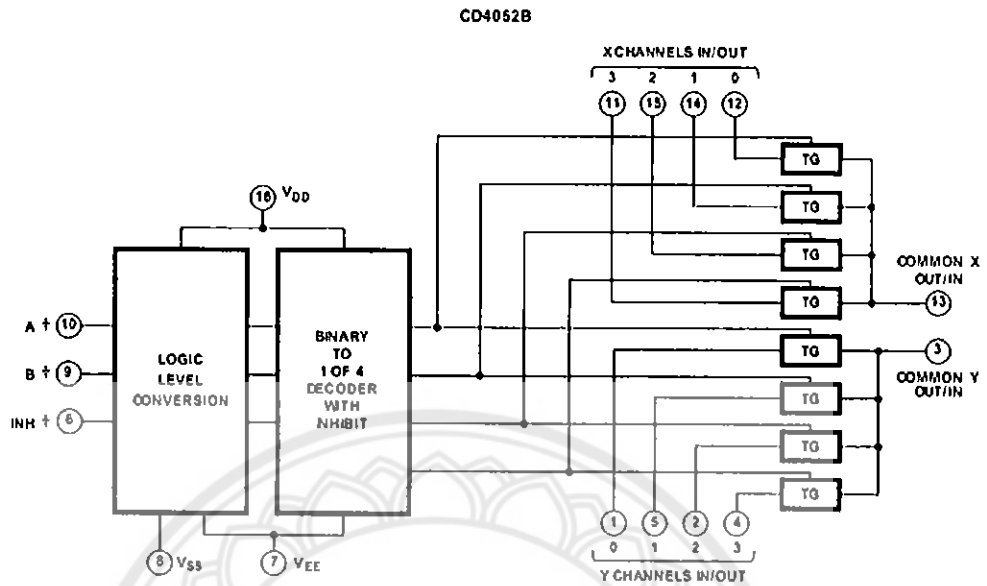 CD4052B
X CHANNELS IN/OUT
3 2 1 0
11 15 14 12
TG
TG
TG
TG
TG
TG
TG
TG
16 VDD
COMMON X
OUT/IN
13
3
COMMON Y
OUT/IN
A † 10
B † 9
INH † 6
LOGIC
LEVEL
CONVERSION
BINARY
TO
1 OF 4
DECODER
WITH
INHIBIT
8 VSS
7 VEE
1 5 2 4
0 1 2 3
Y CHANNELS IN/OUT